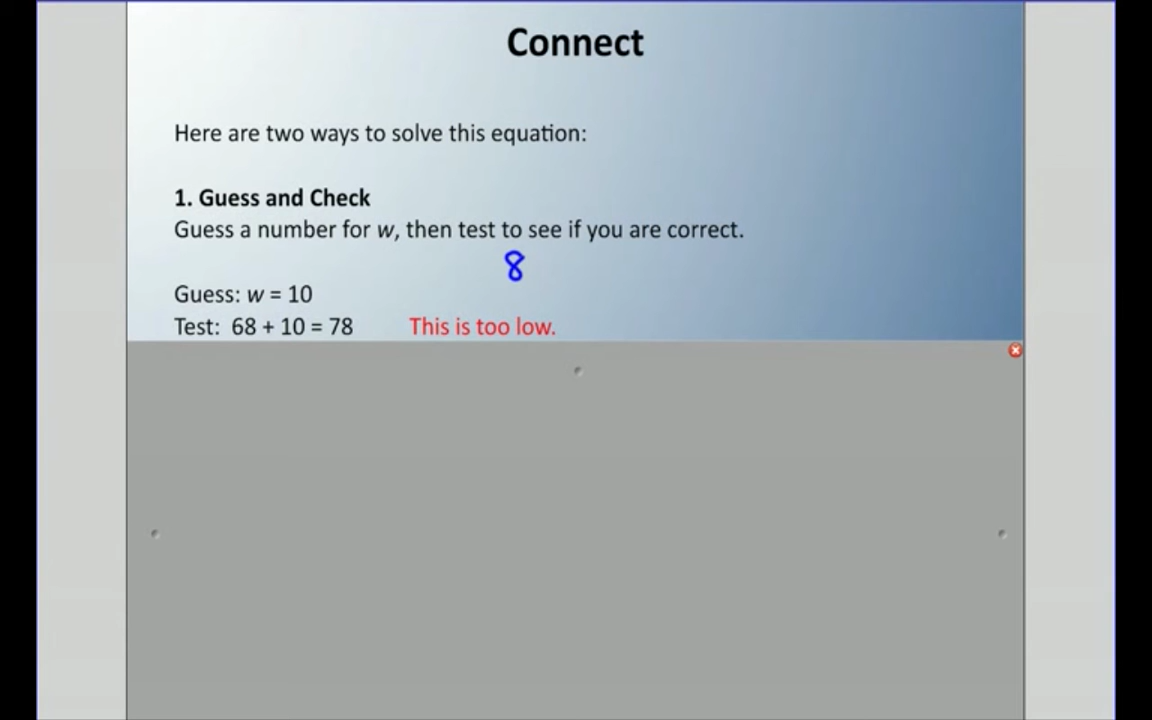 Connect
Here are two ways to solve this equation:
1. Guess and Check
Guess a number for w, then test to see if you are correct.
8
Guess: w = 10
Test: 68 + 10 = 78 This is too low.